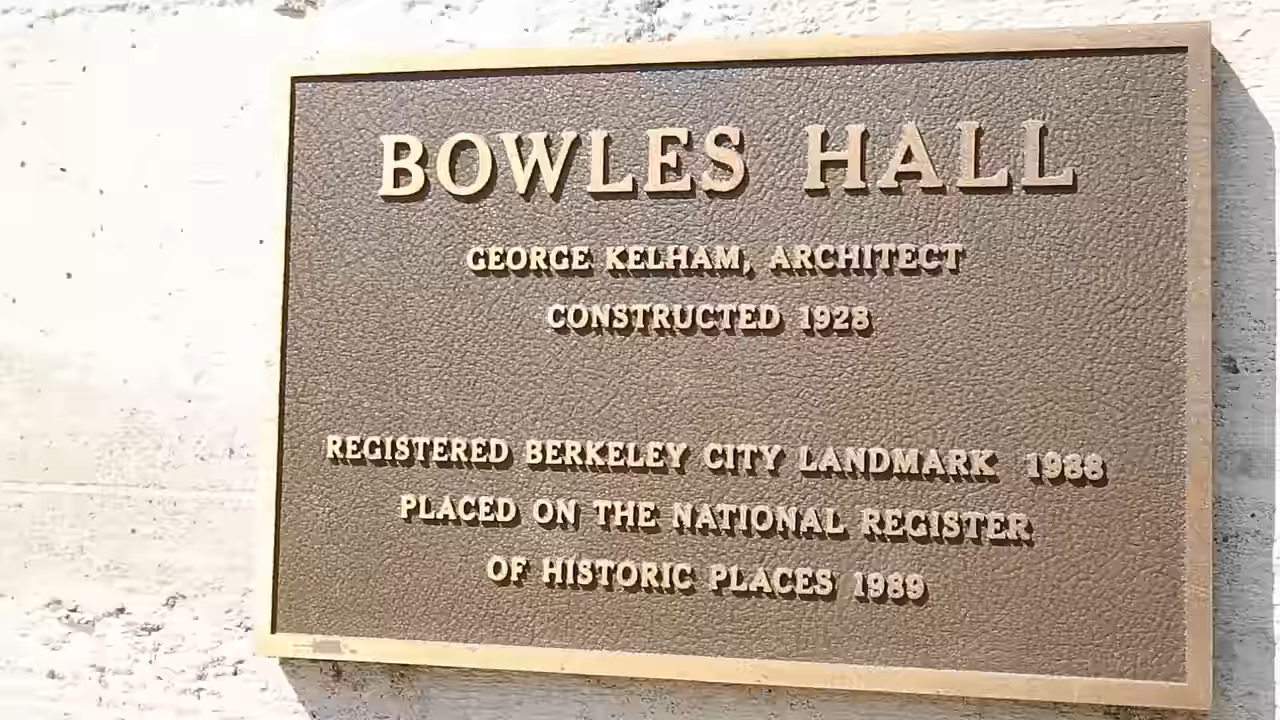 BOWLES HALL
GEORGE KELHAM, ARCHITECT
CONSTRUCTED 1928
REGISTERED BERKELEY CITY LANDMARK 1988
PLACED ON THE NATIONAL REGISTER
OF HISTORIC PLACES 1989